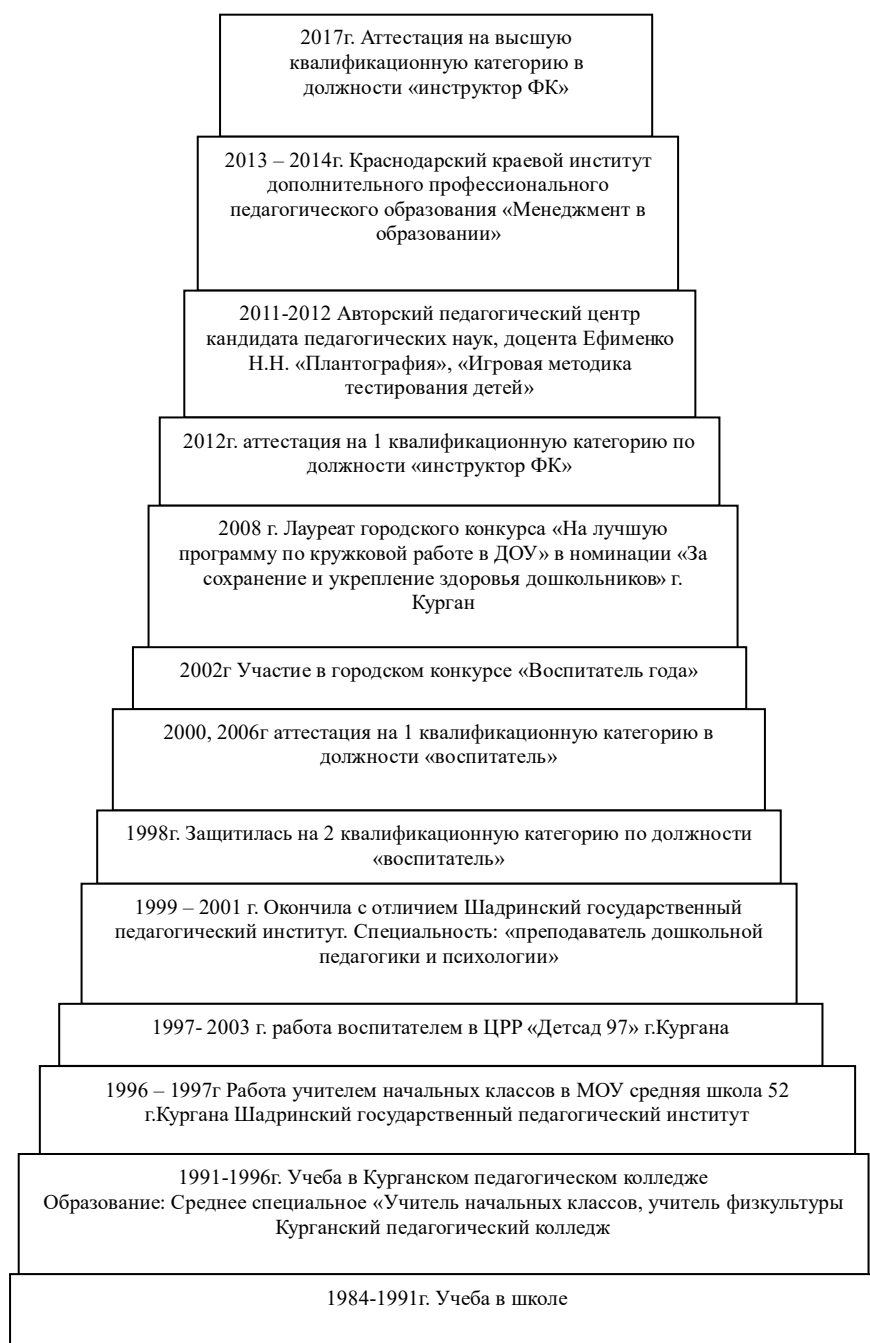 2017г. Аттестация на высшую
квалификационную категорию в
должности «инструктор ФК»
2013 – 2014г. Краснодарский краевой институт
дополнительного профессионального
педагогического образования «Менеджмент в
образовании»
2011-2012 Авторский педагогический центр
кандидата педагогических наук, доцента Ефименко
Н.Н. «Плантография», «Игровая методика
тестирования детей»
2012г. аттестация на 1 квалификационную категорию по
должности «инструктор ФК»
2008 г. Лауреат городского конкурса «На лучшую
программу по кружковой работе в ДОУ» в номинации «За
сохранение и укрепление здоровья дошкольников» г.
Курган
2002г Участие в городском конкурсе «Воспитатель года»
2000, 2006г аттестация на 1 квалификационную категорию в
должности «воспитатель»
1998г. Защитилась на 2 квалификационную категорию по должности
«воспитатель»
1999 – 2001 г. Окончила с отличием Шадринский государственный
педагогический институт. Специальность: «преподаватель дошкольной
педагогики и психологии»
1997- 2003 г. работа воспитателем в ЦРР «Детсад 97» г.Кургана
1996 – 1997г Работа учителем начальных классов в МОУ средняя школа 52
г.Кургана Шадринский государственный педагогический институт
1991-1996г. Учеба в Курганском педагогическом колледже
Образование: Среднее специальное «Учитель начальных классов, учитель физкультуры
Курганский педагогический колледж
1984-1991г. Учеба в школе